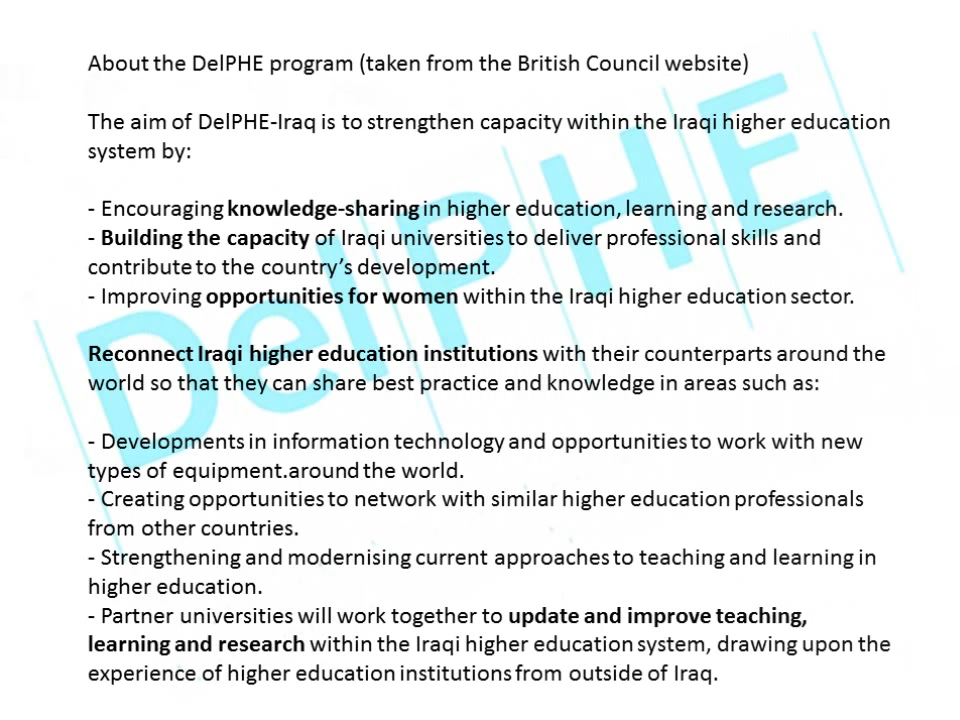 About the DelPHE program (taken from the British Council website)
The aim of DelPHE-Iraq is to strengthen capacity within the Iraqi higher education
system by:
- Encouraging knowledge-sharing in higher education, learning and research.
- Building the capacity of Iraqi universities to deliver professional skills and
contribute to the country’s development.
- Improving opportunities for women within the Iraqi higher education sector.
Reconnect Iraqi higher education institutions with their counterparts around the
world so that they can share best practice and knowledge in areas such as:
- Developments in information technology and opportunities to work with new
types of equipment.around the world.
- Creating opportunities to network with similar higher education professionals
from other countries.
- Strengthening and modernising current approaches to teaching and learning in
higher education.
- Partner universities will work together to update and improve teaching,
learning and research within the Iraqi higher education system, drawing upon the
experience of higher education institutions from outside of Iraq.
DelPHE